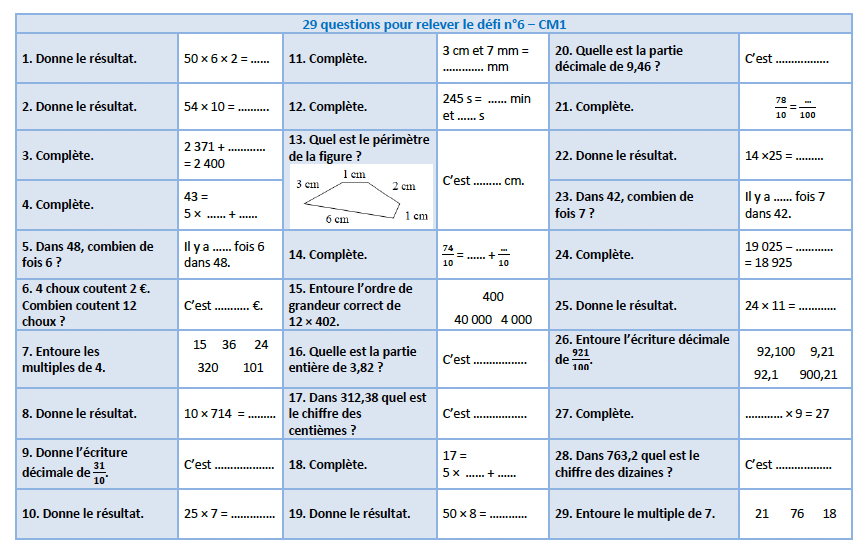 29 questions pour relever le défi n°6 – CM1
1. Donne le résultat.
50 × 6 × 2 = ……
2. Donne le résultat.
54 × 10 = ……….
3. Complète.
2 371 + …………
= 2 400
4. Complète.
43 =
5 × …… + ……
5. Dans 48, combien de
fois 6 ?
Il y a …… fois 6
dans 48.
6. 4 choux coutent 2 €.
Combien coutent 12
choux ?
C’est ……….. €.
7. Entoure les
multiples de 4.
15 36 24
320 101
8. Donne le résultat.
10 × 714 = ………
9. Donne l’écriture
décimale de 31/10.
C’est ……………….
10. Donne le résultat.
25 × 7 = …………..
11. Complète.
3 cm et 7 mm =
…………. mm
12. Complète.
245 s = …… min
et …… s
13. Quel est le périmètre
de la figure ?
1 cm
3 cm
2 cm
6 cm
1 cm
C’est ……… cm.
14. Complète.
74/10 = …… + …/10
15. Entoure l’ordre de
grandeur correct de
12 × 402.
400
40 000 4 000
16. Quelle est la partie
entière de 3,82 ?
C’est ……………..
17. Dans 312,38 quel est
le chiffre des
centièmes ?
C’est ……………..
18. Complète.
17 =
5 × …… + ……
19. Donne le résultat.
50 × 8 = …………
20. Quelle est la partie
décimale de 9,46 ?
C’est ……………..
21. Complète.
78/10 = …/100
22. Donne le résultat.
14 ×25 = ………
23. Dans 42, combien de
fois 7 ?
Il y a …… fois 7
dans 42.
24. Complète.
19 025 – …………
= 18 925
25. Donne le résultat.
24 × 11 = …………
26. Entoure l’écriture décimale
de 921/100.
92,100 9,21
92,1 900,21
27. Complète.
………… × 9 = 27
28. Dans 763,2 quel est le
chiffre des dizaines ?
C’est ………………
29. Entoure le multiple de 7.
21 76 18